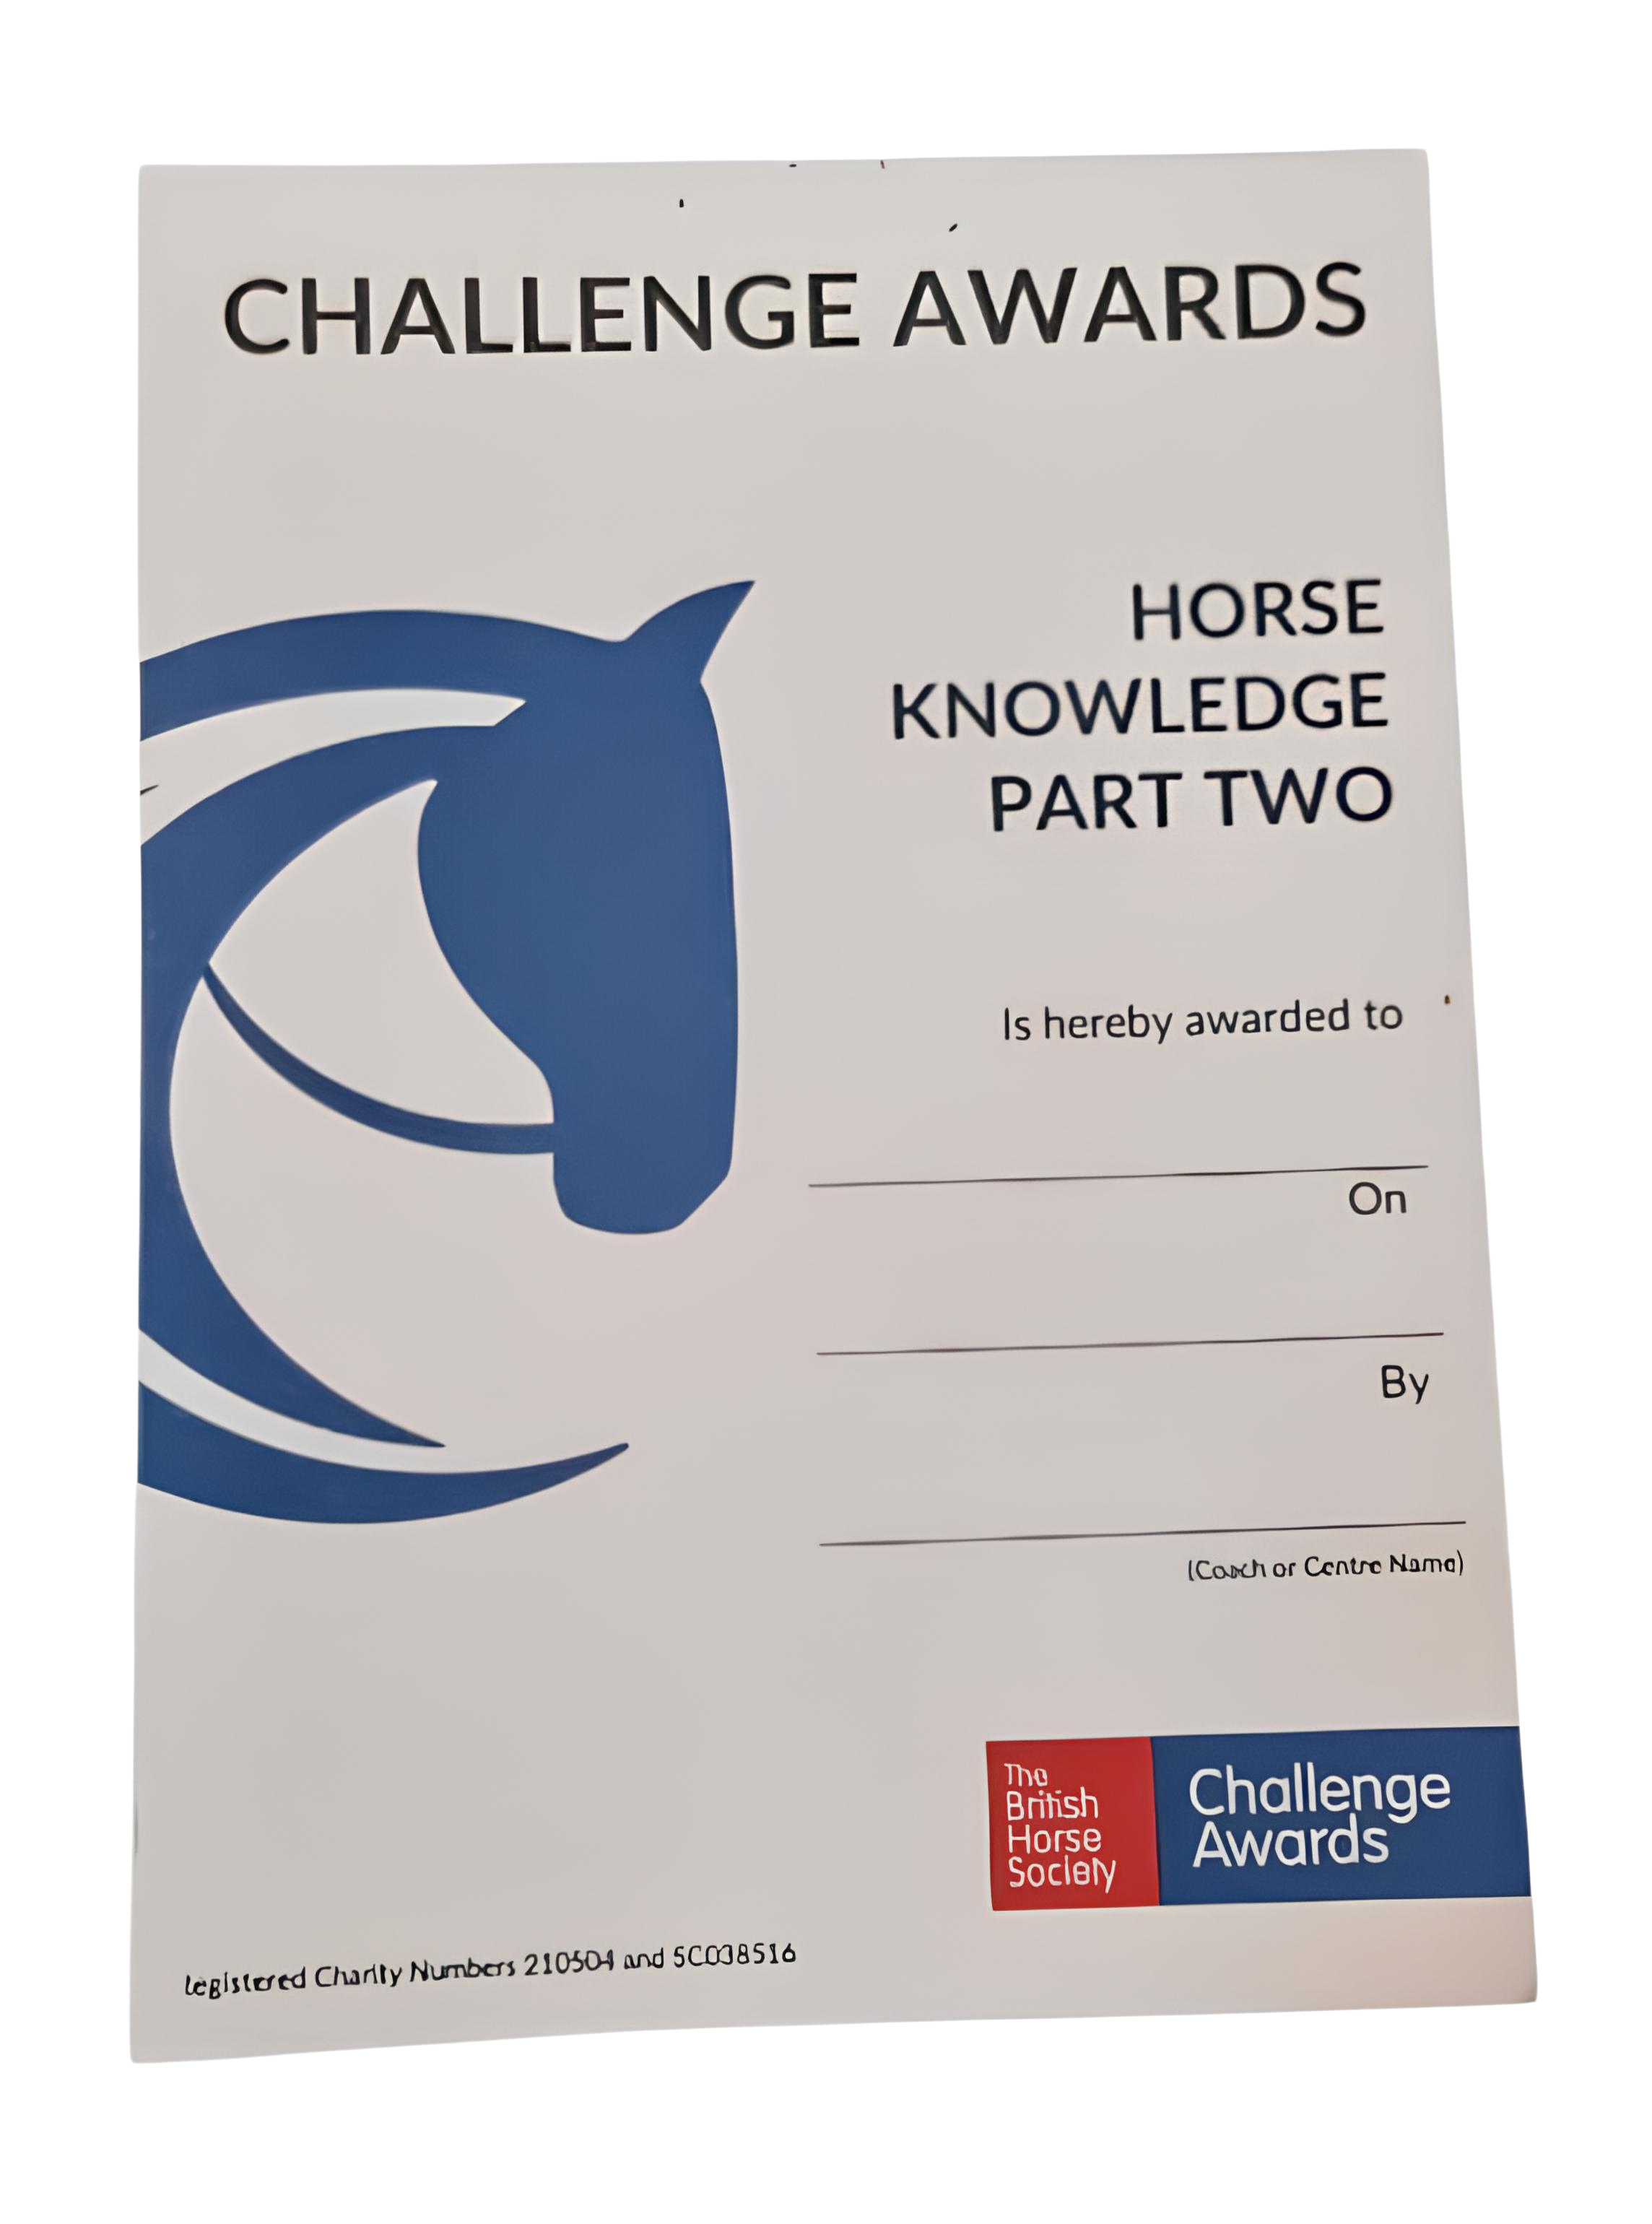 CHALLENGE AWARDS
HORSE
KNOWLEDGE
PART TWO
Is hereby awarded to
On
By
(Coach or Centre Name)
The
British
Horse
Society
Challenge
Awards
Registered Charity Numbers 210504 and SC038516